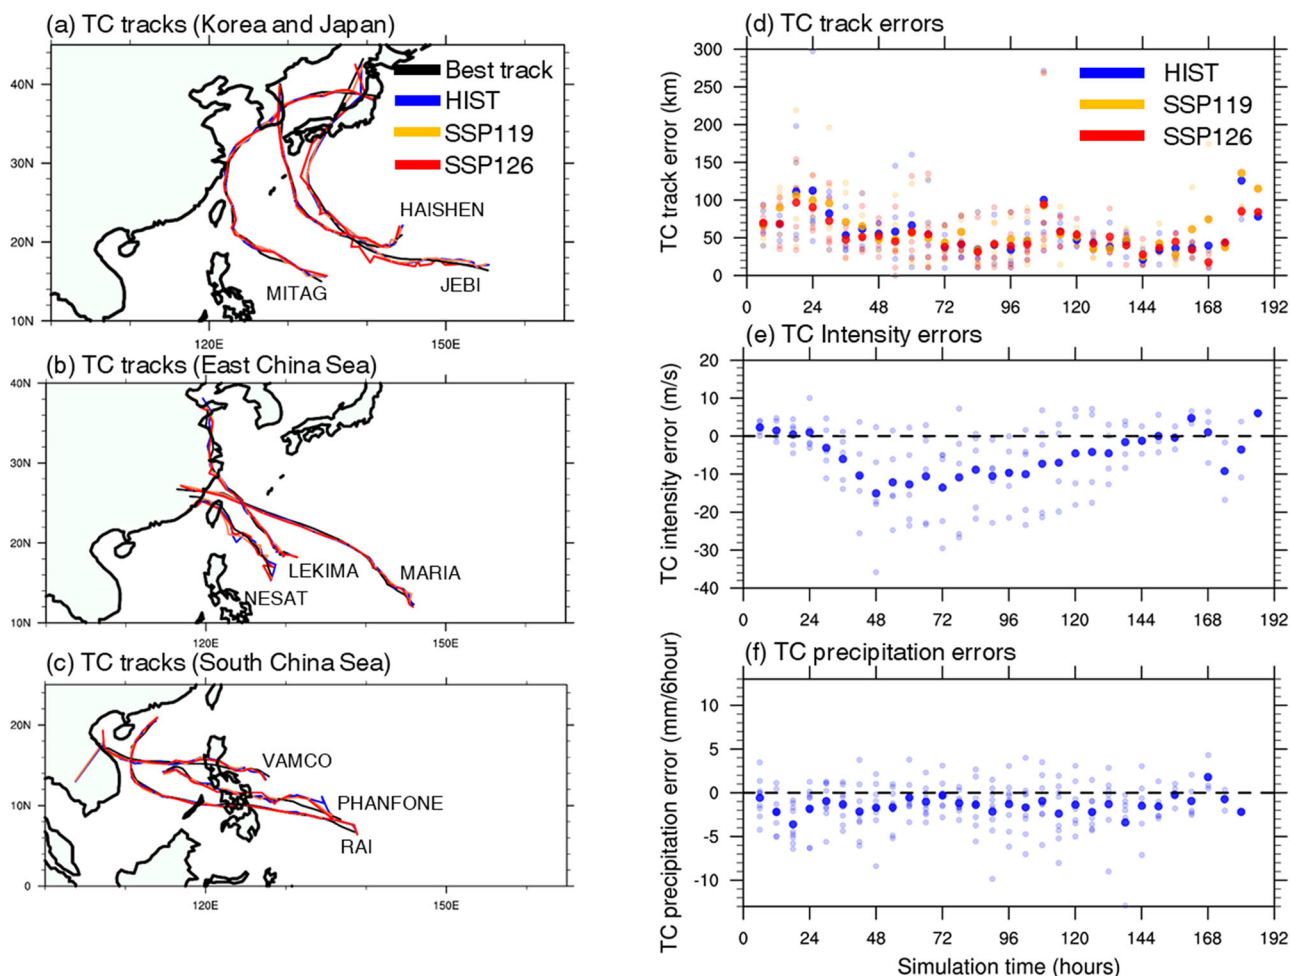 (a) TC tracks (Korea and Japan)
40N
30N
20N
10N
120E
150E
Best track
HIST
SSP119
SSP126
HAISHEN
MITAG
JEBI
(b) TC tracks (East China Sea)
40N
30N
20N
10N
120E
150E
LEKIMA
MARIA
NESAT
(c) TC tracks (South China Sea)
20N
10N
0
120E
150E
VAMCO
PHANFONE
RAI
(d) TC track errors
TC track error (km)
300
250
200
150
100
50
0
HIST
SSP119
SSP126
0 24 48 72 96 120 144 168 192
(e) TC Intensity errors
TC intensity error (m/s)
20
0
-10
-20
-30
-40
0 24 48 72 96 120 144 168 192
(f) TC precipitation errors
TC precipitation error (mm/6hour)
10
5
0
-5
-10
0 24 48 72 96 120 144 168 192
Simulation time (hours)